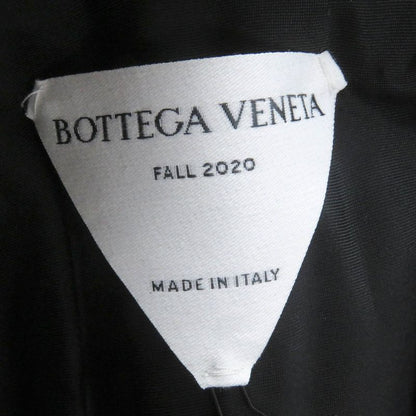 BOTTEGA VENETA
FALL 2020
MADE IN ITALY